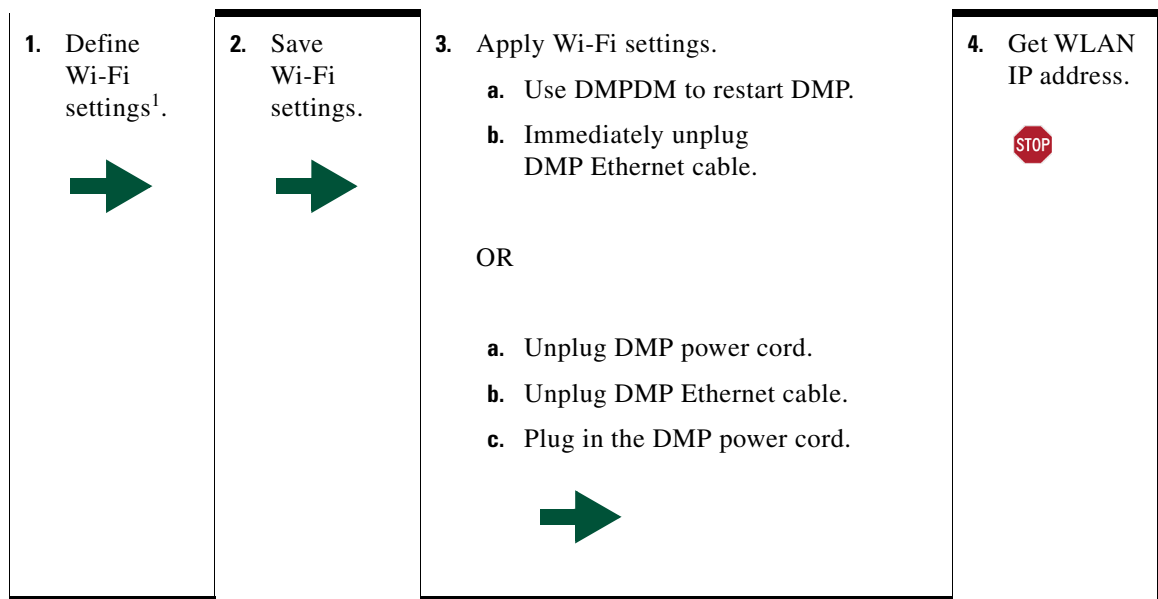 1. Define
Wi-Fi
settings1.
2. Save
Wi-Fi
settings.
3. Apply Wi-Fi settings.
a. Use DMPDM to restart DMP.
b. Immediately unplug
DMP Ethernet cable.
OR
a. Unplug DMP power cord.
b. Unplug DMP Ethernet cable.
c. Plug in the DMP power cord.
4. Get WLAN
IP address.
STOP